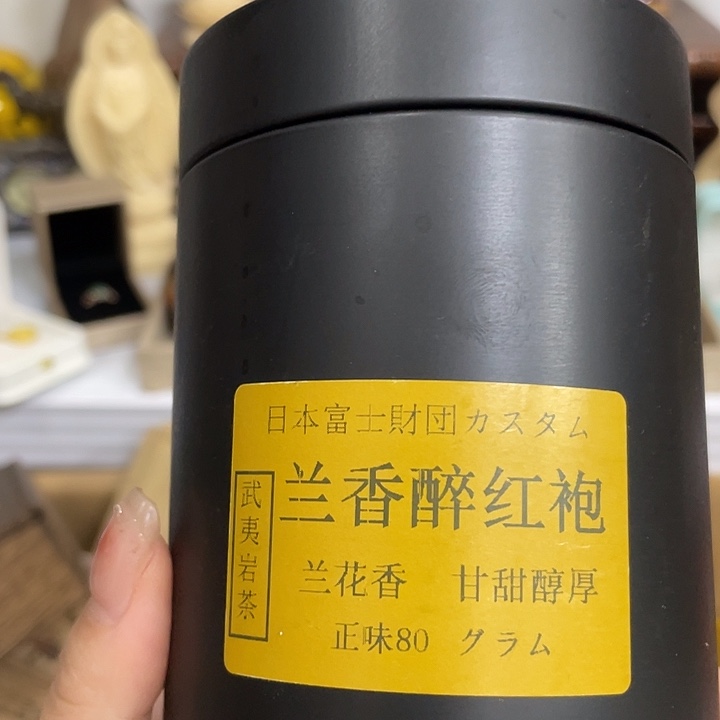 日本富士財団カスタム
兰香醉红袍
武夷岩茶
兰花香 甘甜醇厚
正味80 グラム